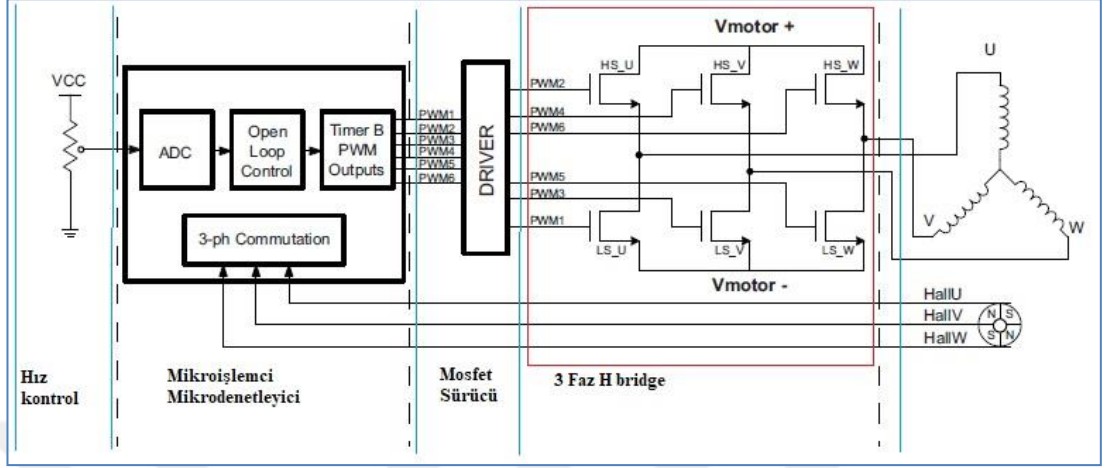 VCC
ADC
Open
Loop
Control
Timer B
PWM
Outputs
3-ph Commutation
PWM1
PWM2
PWM3
PWM4
PWM5
PWM6
DRIVER
Vmotor +
HS_U
HS_V
HS_W
PWM2
PWM4
PWM6
PWM5
PWM3
PWM1
LS_U
LS_V
LS_W
Vmotor -
U
V
W
HallU
HallV
HallW
N S
S N
Hız
kontrol
Mikroişlemci
Mikrodenetleyici
Mosfet
Sürücü
3 Faz H bridge